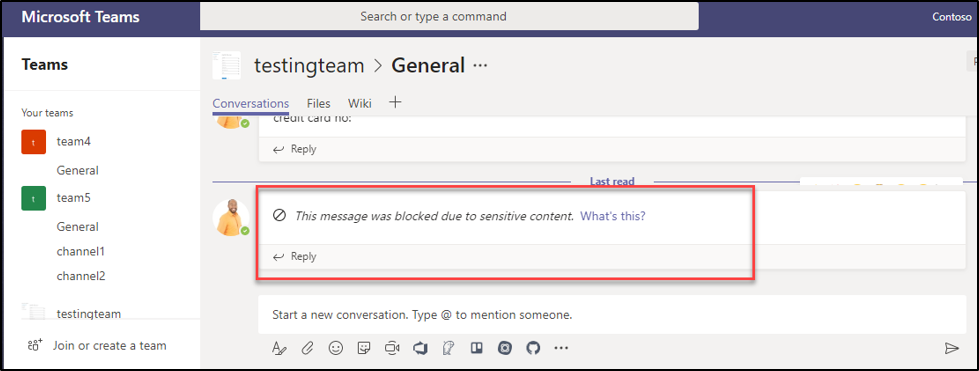 Microsoft Teams
Search or type a command
Contoso
Teams
Your teams
t
team4
General
t
team5
General
channel1
channel2
testingteam
Join or create a team
testingteam > General ...
Conversations
Files
Wiki
credit card no:
Reply
Last read
This message was blocked due to sensitive content. What's this?
Reply
Start a new conversation. Type @ to mention someone.